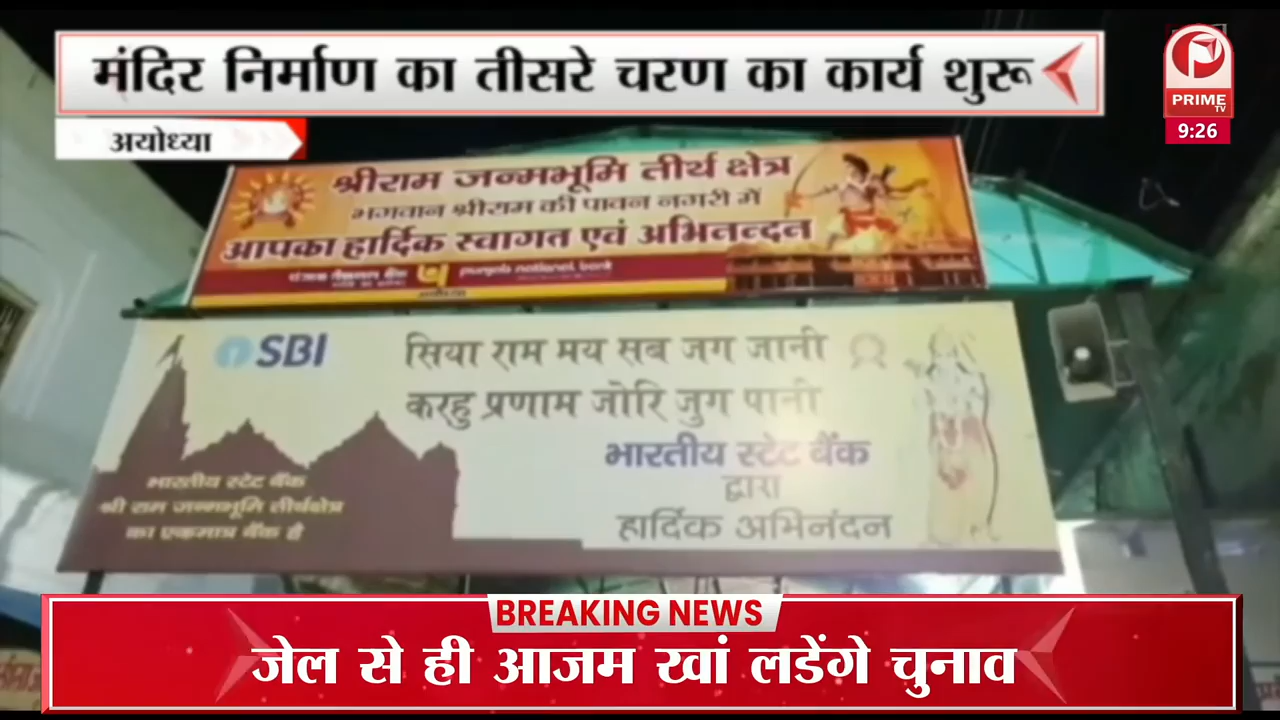 मंदिर निर्माण का तीसरे चरण का कार्य शुरू
PRIME
TV
9:26
अयोध्या
श्रीराम जन्मभूमि तीर्थ क्षेत्र
भगवान श्रीराम की पावन नगरी में
आपका हार्दिक स्वागत एवं अभिनन्दन
पंजाब नैशनल बैंक punjab national bank
अयोध्या
SBI
सिया राम मय सब जग जानी
करहु प्रणाम जोरि जुग पानी
भारतीय स्टेट बैंक
द्वारा
हार्दिक अभिनंदन
भारतीय स्टेट बैंक
श्री राम जन्मभूमि तीर्थक्षेत्र
का एकमात्र बैंक है
BREAKING NEWS
जेल से ही आजम खां लडेंगे चुनाव